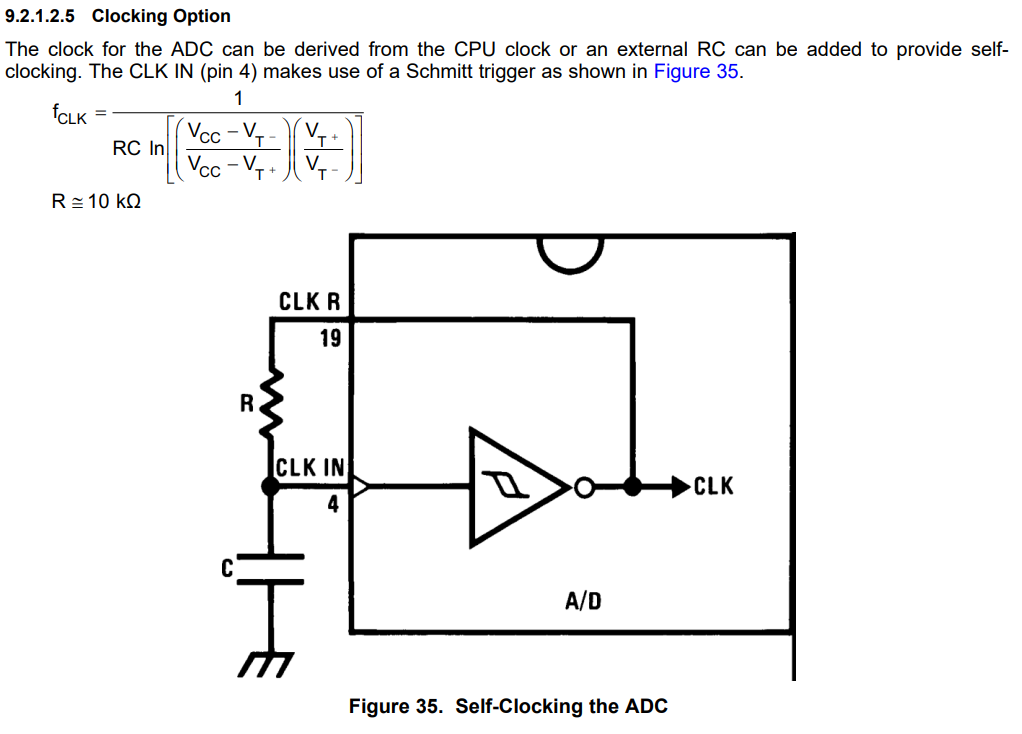 9.2.1.2.5 Clocking Option
The clock for the ADC can be derived from the CPU clock or an external RC can be added to provide self-
clocking. The CLK IN (pin 4) makes use of a Schmitt trigger as shown in Figure 35.
fCLK = 1 / RC ln[((VCC − VT−) / (VCC − VT+)) (VT+ / VT−)]
R ≅ 10 kΩ
CLK R
19
R
CLK IN
4
CLK
C
A/D
Figure 35. Self-Clocking the ADC